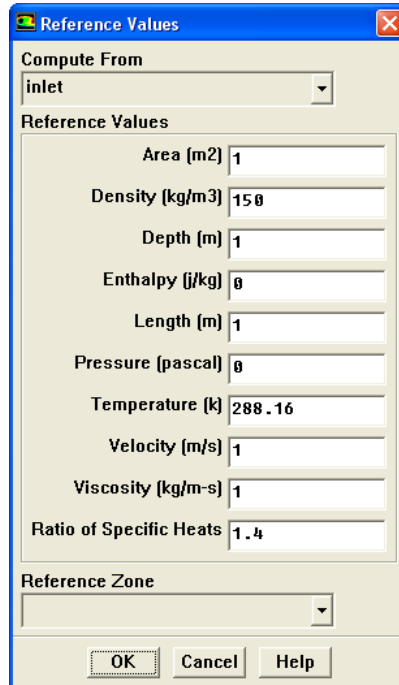 Reference Values
Compute From
inlet
Reference Values
Area (m2) 1
Density (kg/m3) 150
Depth (m) 1
Enthalpy (j/kg) 0
Length (m) 1
Pressure (pascal) 0
Temperature (k) 288.16
Velocity (m/s) 1
Viscosity (kg/m-s) 1
Ratio of Specific Heats 1.4
Reference Zone
OK Cancel Help